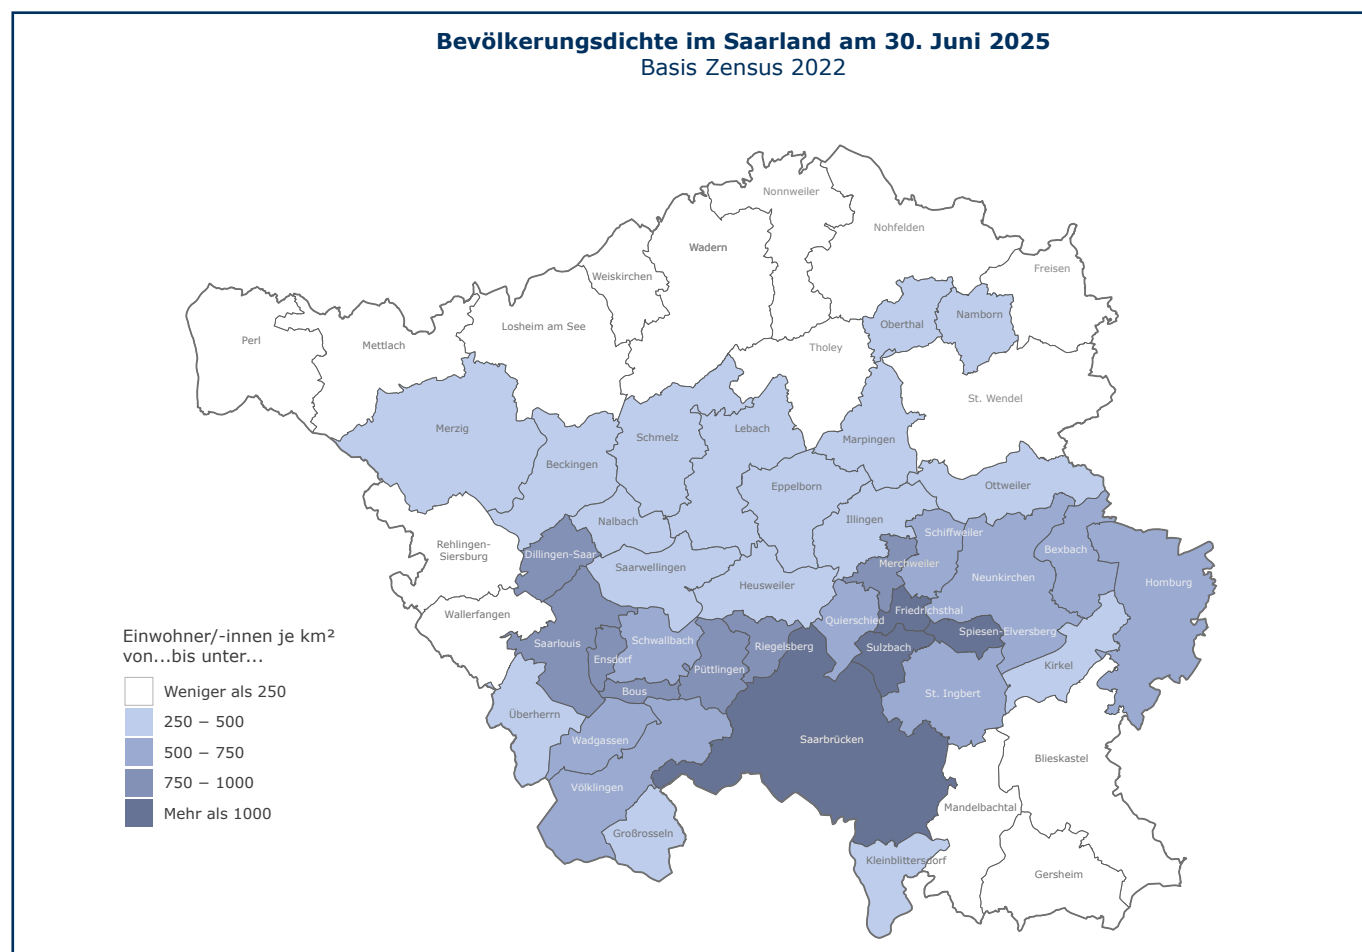 Bevölkerungsdichte im Saarland am 30. Juni 2025
Basis Zensus 2022
Nonnweiler
Nohfelden
Wadern
Freisen
Weiskirchen
Namborn
Oberthal
Losheim am See
Perl
Mettlach
Tholey
St. Wendel
Merzig
Schmelz
Lebach
Marpingen
Beckingen
Eppelborn
Ottweiler
Nalbach
Illingen
Schiffweiler
Rehlingen-
Siersburg
Dillingen-Saar
Bexbach
Saarwellingen
Merchweiler
Neunkirchen
Homburg
Heusweiler
Wallerfangen
Friedrichsthal
Quierschied
Spiesen-Elversberg
Saarlouis
Schwallbach
Riegelsberg
Sulzbach
Ensdorf
Püttlingen
Kirkel
Bous
St. Ingbert
Überherrn
Wadgassen
Saarbrücken
Blieskastel
Völklingen
Mandelbachtal
Großrosseln
Kleinblittersdorf
Gersheim
Einwohner/-innen je km²
von...bis unter...
Weniger als 250
250 – 500
500 – 750
750 – 1000
Mehr als 1000